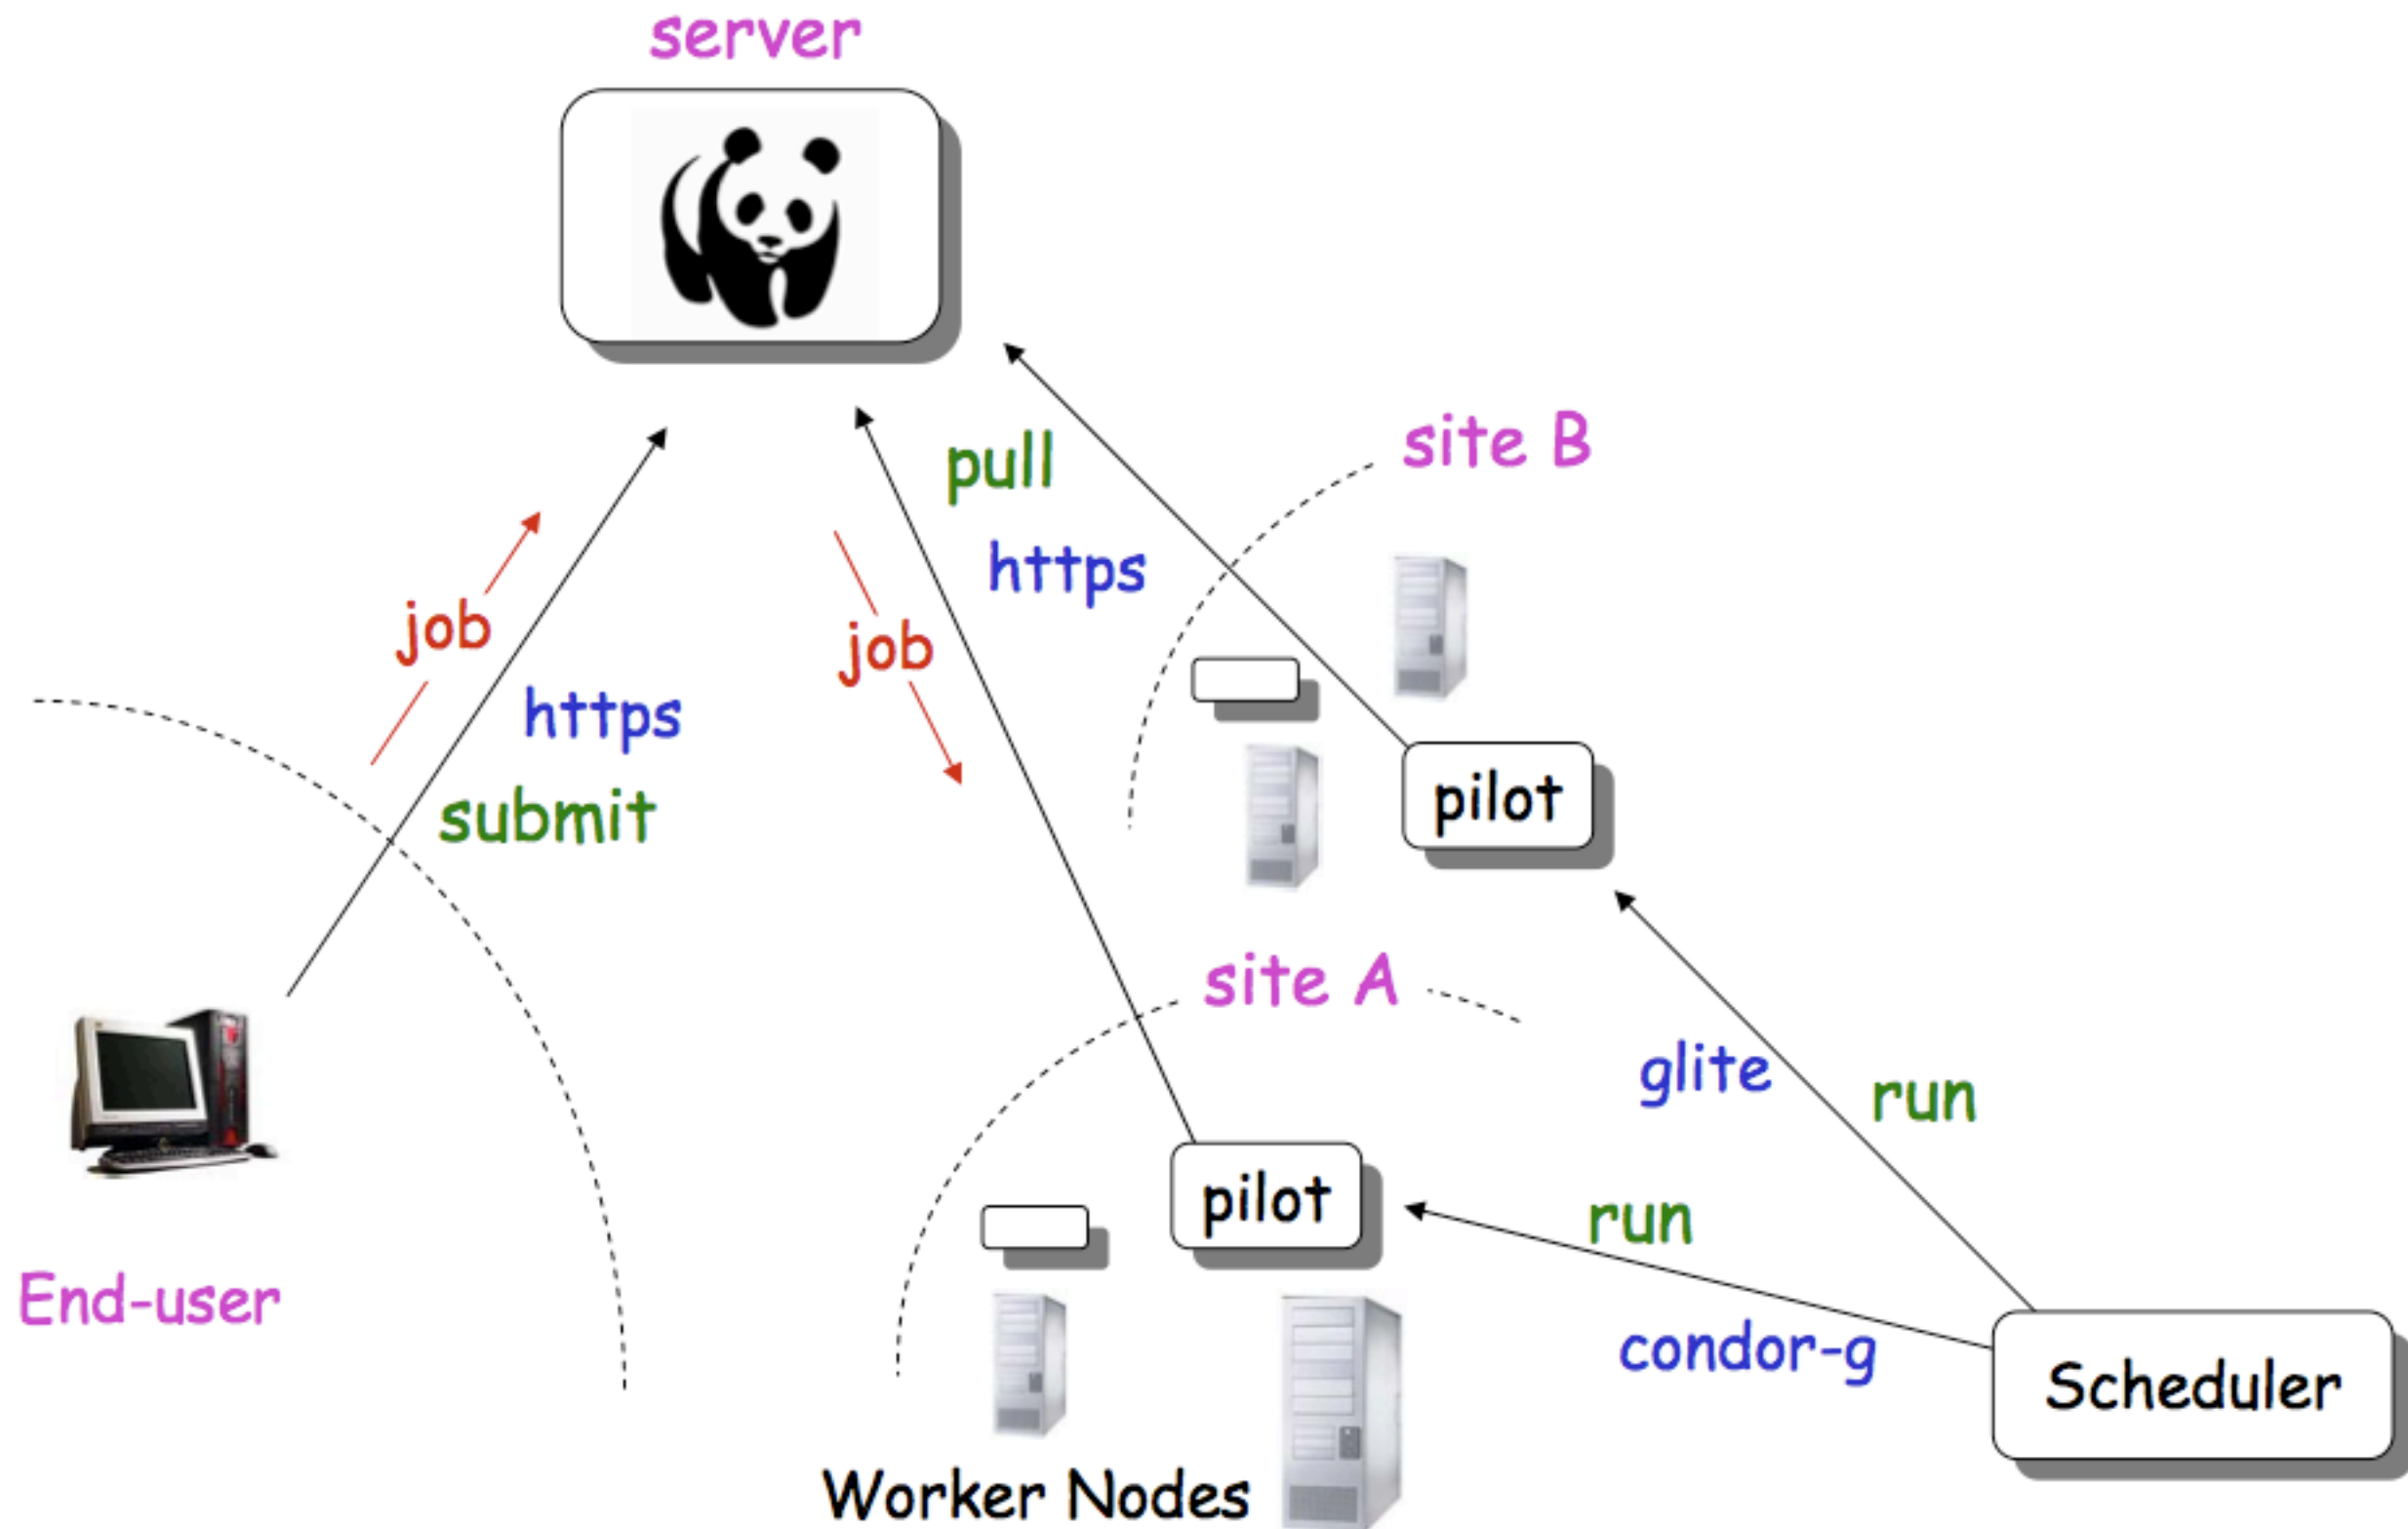 server
site B
pull
https
job
job
https
submit
pilot
site A
glite
run
pilot
run
End-user
condor-g
Scheduler
Worker Nodes